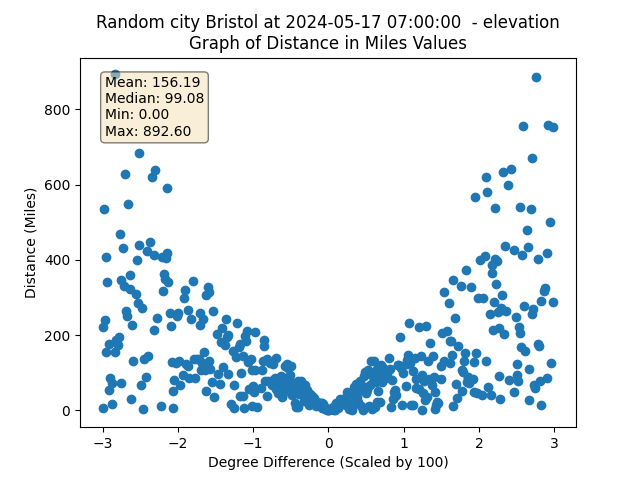 Random city Bristol at 2024-05-17 07:00:00  - elevation
Graph of Distance in Miles Values
Mean: 156.19
Median: 99.08
Min: 0.00
Max: 892.60
800
600
400
200
0
Distance (Miles)
−3 −2 −1 0 1 2 3
Degree Difference (Scaled by 100)